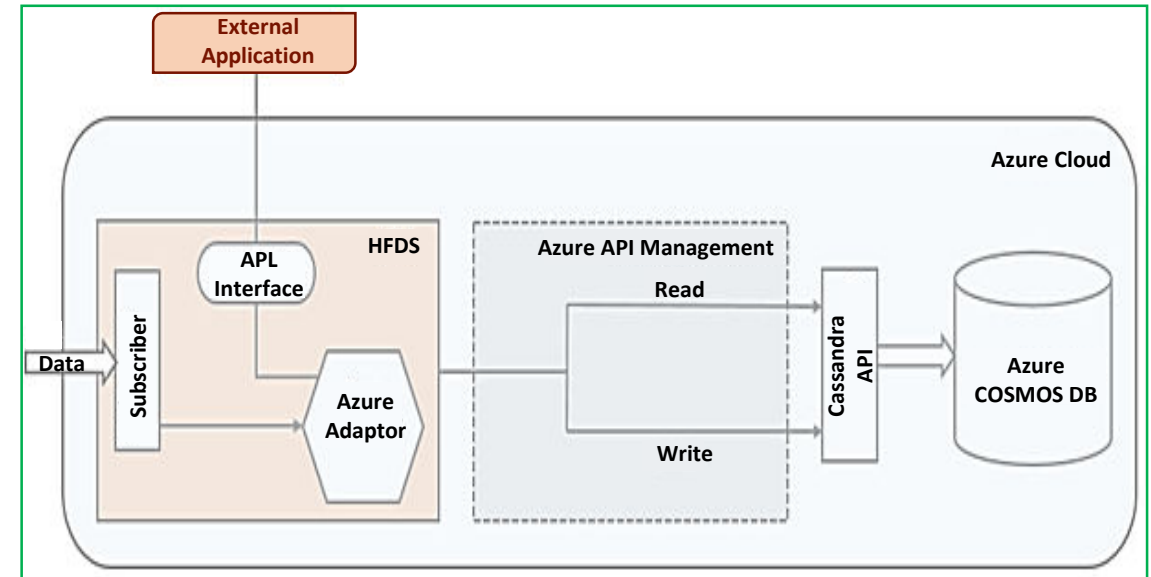 External
Application
Azure Cloud
HFDS
APL
Interface
Azure API Management
Read
Data
Subscriber
Azure
Adaptor
Cassandra
API
Azure
COSMOS DB
Write